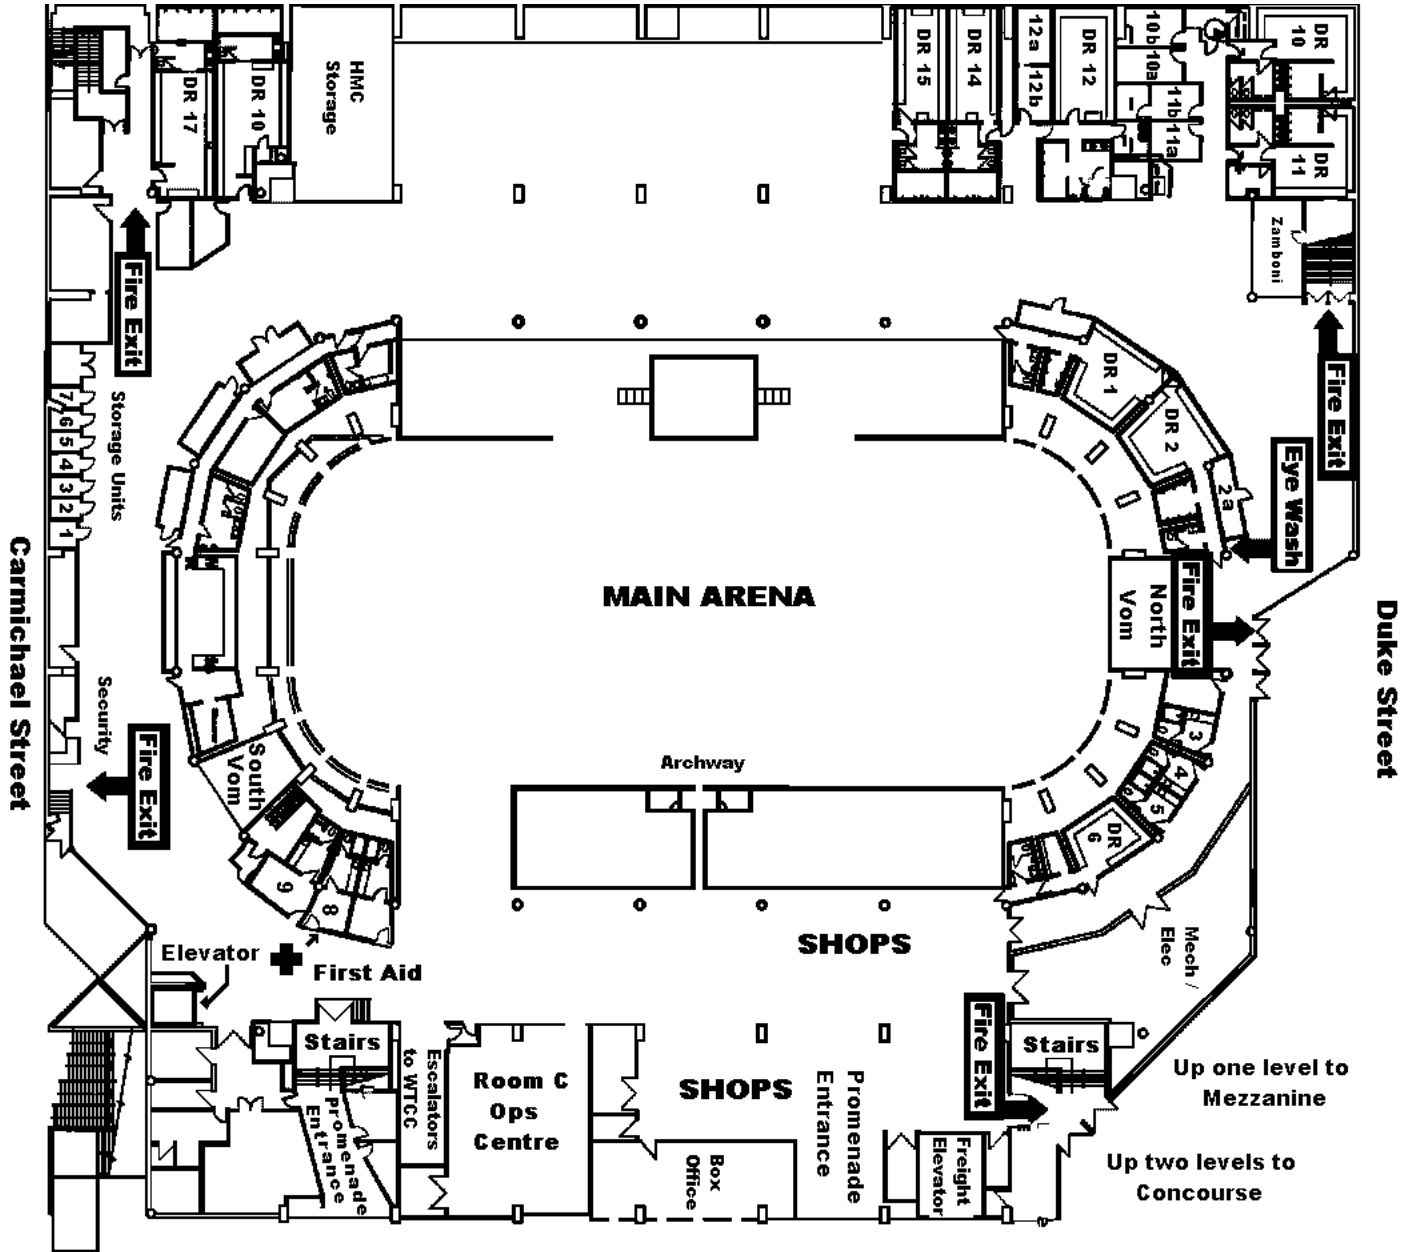 HMC
Storage
DR 17
DR 10
DR 15
DR 14
12a
12b
DR 12
10b
10a
11b
11a
DR
10
DR
11
Zamboni
Fire Exit
Fire Exit
Storage Units
7
6
5
4
3
2
1
DR 1
DR 2
2a
Eye Wash
Carmichael Street
MAIN ARENA
North
Vom
Fire Exit
Duke Street
Security
Fire Exit
South
Vom
Archway
3
4
5
DR
6
9
8
Elevator
First Aid
SHOPS
Mech /
Elec
Stairs
Escalators
to WTCC
Room C
Ops
Centre
SHOPS
Promenade
Entrance
Fire Exit
Stairs
Up one level to
Mezzanine
Promenade
Entrance
Box
Office
Freight
Elevator
Up two levels to
Concourse